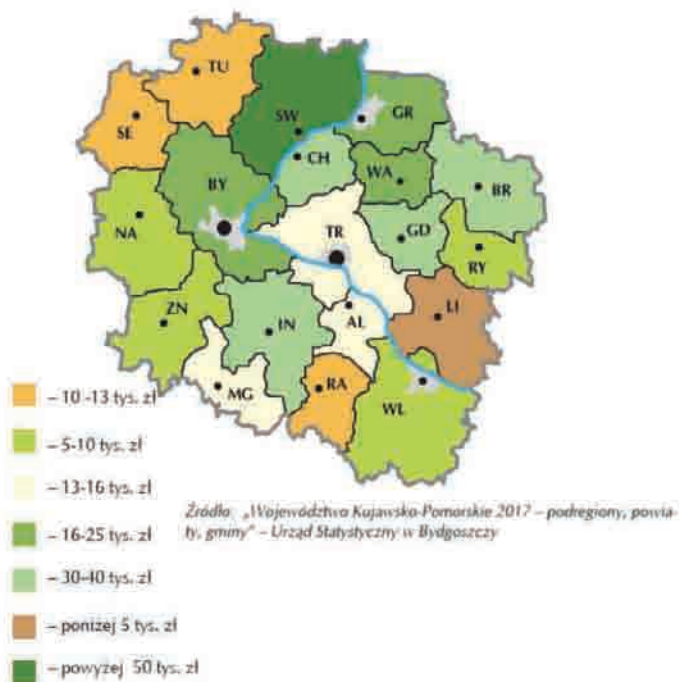 TU
SE
SW
GR
CH
WA
BY
BR
NA
TR
GD
RY
ZN
IN
AL
LI
MG
RA
WŁ
– 10 -13 tys. zł
– 5-10 tys. zł
– 13-16 tys. zł
– 16-25 tys. zł
– 30-40 tys. zł
– poniżej 5 tys. zł
– powyżej 50 tys. zł
Źródło: „Województwo Kujawsko-Pomorskie 2017 – podregiony, powia-
ty, gminy” – Urząd Statystyczny w Bydgoszczy